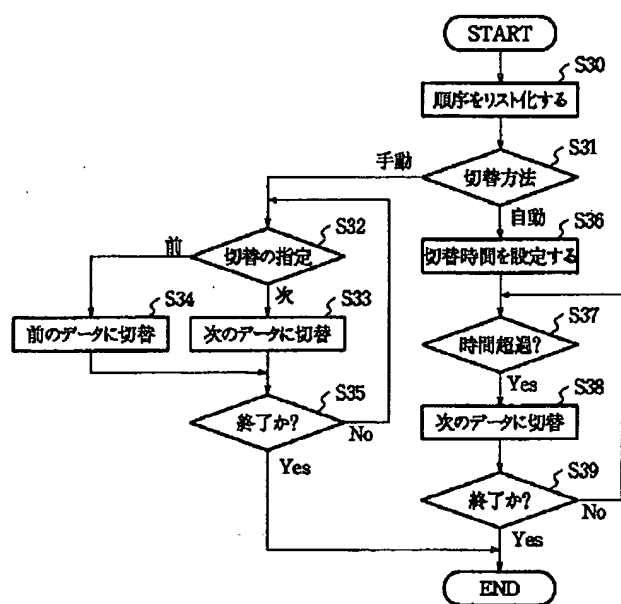 START
S30
順序をリスト化する
S31
切替方法
手動
自動
S32
切替の指定
前
次
S34
前のデータに切替
S33
次のデータに切替
S35
終了か?
No
Yes
S36
切替時間を設定する
S37
時間超過?
Yes
S38
次のデータに切替
S39
終了か?
No
Yes
END